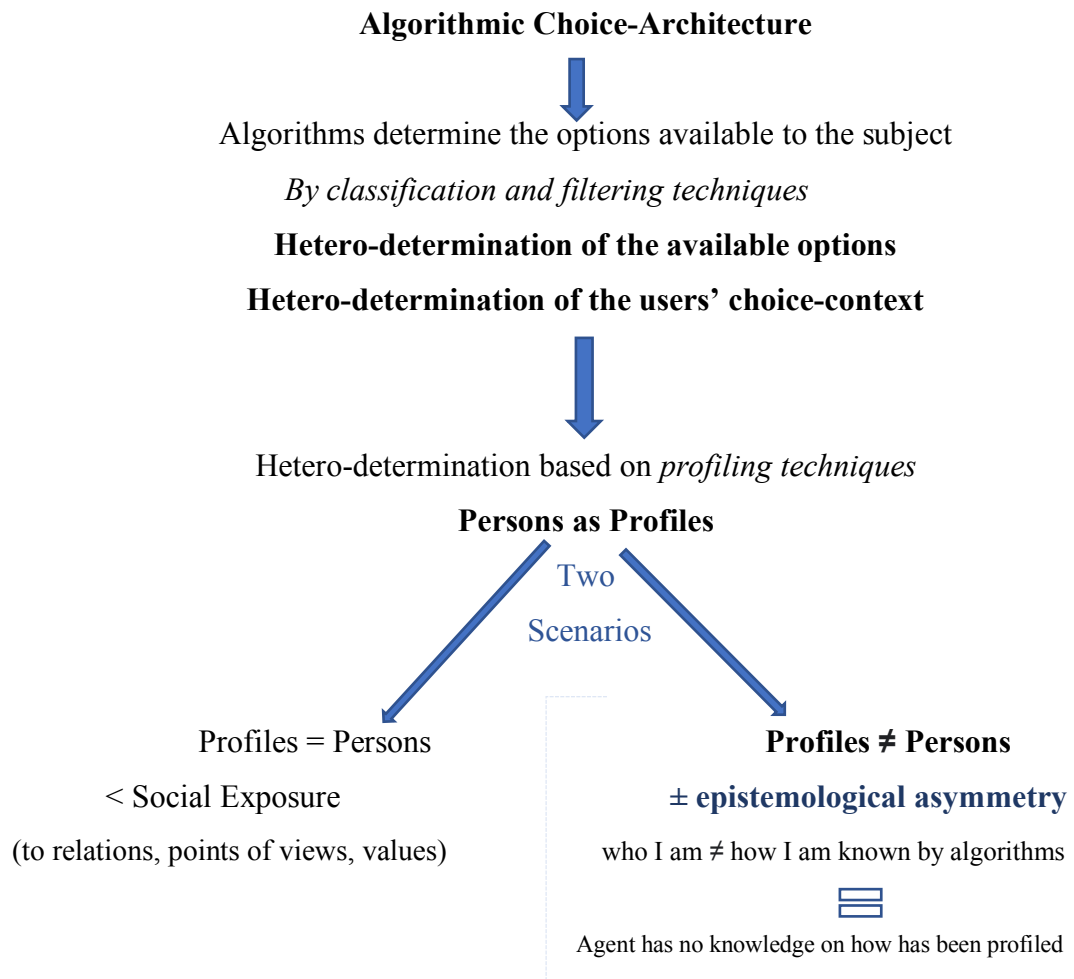 Algorithmic Choice-Architecture
Algorithms determine the options available to the subject
By classification and filtering techniques
Hetero-determination of the available options
Hetero-determination of the users’ choice-context
Hetero-determination based on profiling techniques
Persons as Profiles
Two
Scenarios
Profiles = Persons
< Social Exposure
(to relations, points of views, values)
Profiles ≠ Persons
± epistemological asymmetry
who I am ≠ how I am known by algorithms
Agent has no knowledge on how has been profiled